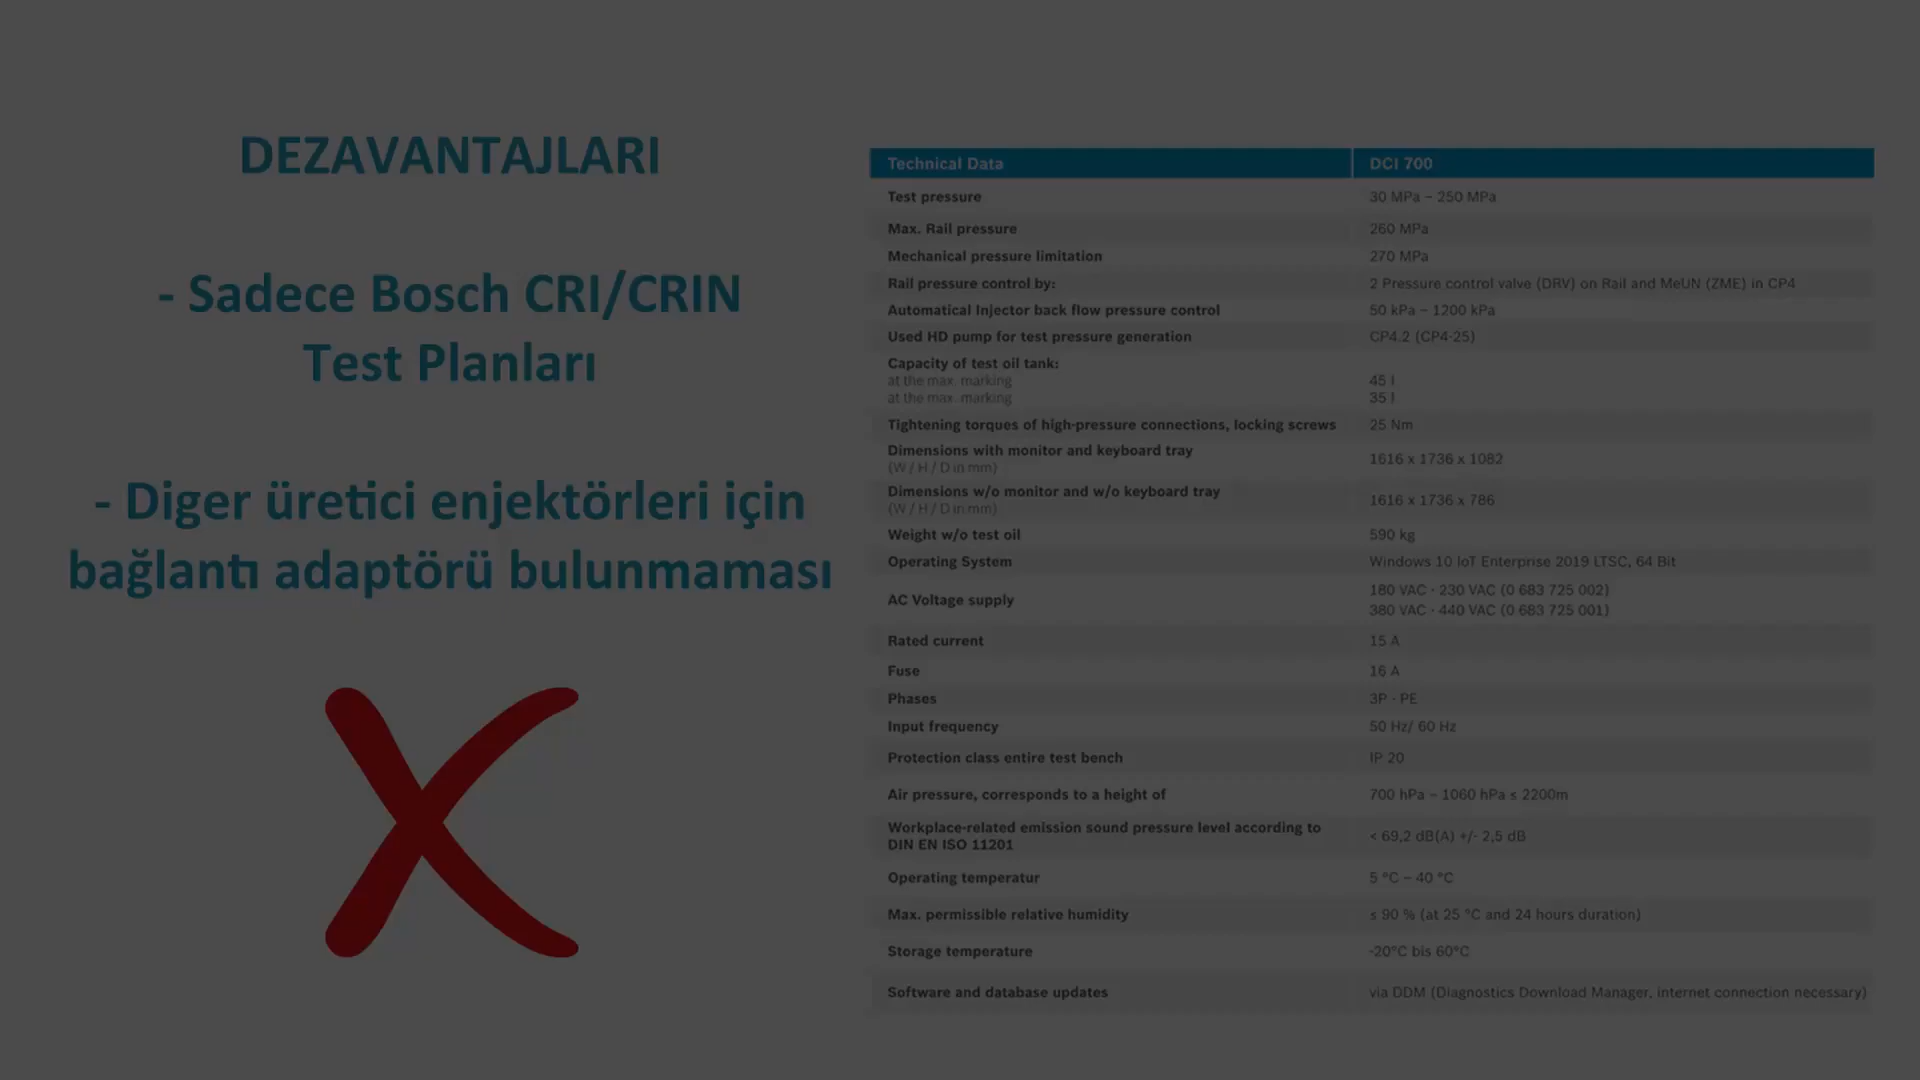 DEZAVANTAJLARI
- Sadece Bosch CRI/CRIN
Test Planları
- Diger üretici enjektörleri için
bağlantı adaptörü bulunmaması
Technical Data DCI 700
Test pressure 30 MPa – 250 MPa
Max. Rail pressure 260 MPa
Mechanical pressure limitation 270 MPa
Rail pressure control by: 2 Pressure control valve (DRV) on Rail and MeUN (ZME) in CP4
Automatical Injector back flow pressure control 50 kPa – 1200 kPa
Used HD pump for test pressure generation CP4.2 (CP4-25)
Capacity of test oil tank:
at the max. marking 45 l
at the max. marking 35 l
Tightening torques of high-pressure connections, locking screws 25 Nm
Dimensions with monitor and keyboard tray
(W / H / D in mm) 1616 x 1736 x 1082
Dimensions w/o monitor and w/o keyboard tray
(W / H / D in mm) 1616 x 1736 x 786
Weight w/o test oil 590 kg
Operating System Windows 10 IoT Enterprise 2019 LTSC, 64 Bit
AC Voltage supply 180 VAC - 230 VAC (0 683 725 002)
380 VAC - 440 VAC (0 683 725 001)
Rated current 15 A
Fuse 16 A
Phases 3P - PE
Input frequency 50 Hz/ 60 Hz
Protection class entire test bench IP 20
Air pressure, corresponds to a height of 700 hPa – 1060 hPa ≤ 2200m
Workplace-related emission sound pressure level according to
DIN EN ISO 11201 < 69,2 dB(A) +/- 2,5 dB
Operating temperatur 5 °C – 40 °C
Max. permissible relative humidity ≤ 90 % (at 25 °C and 24 hours duration)
Storage temperature -20°C bis 60°C
Software and database updates via DDM (Diagnostics Download Manager, internet connection necessary)